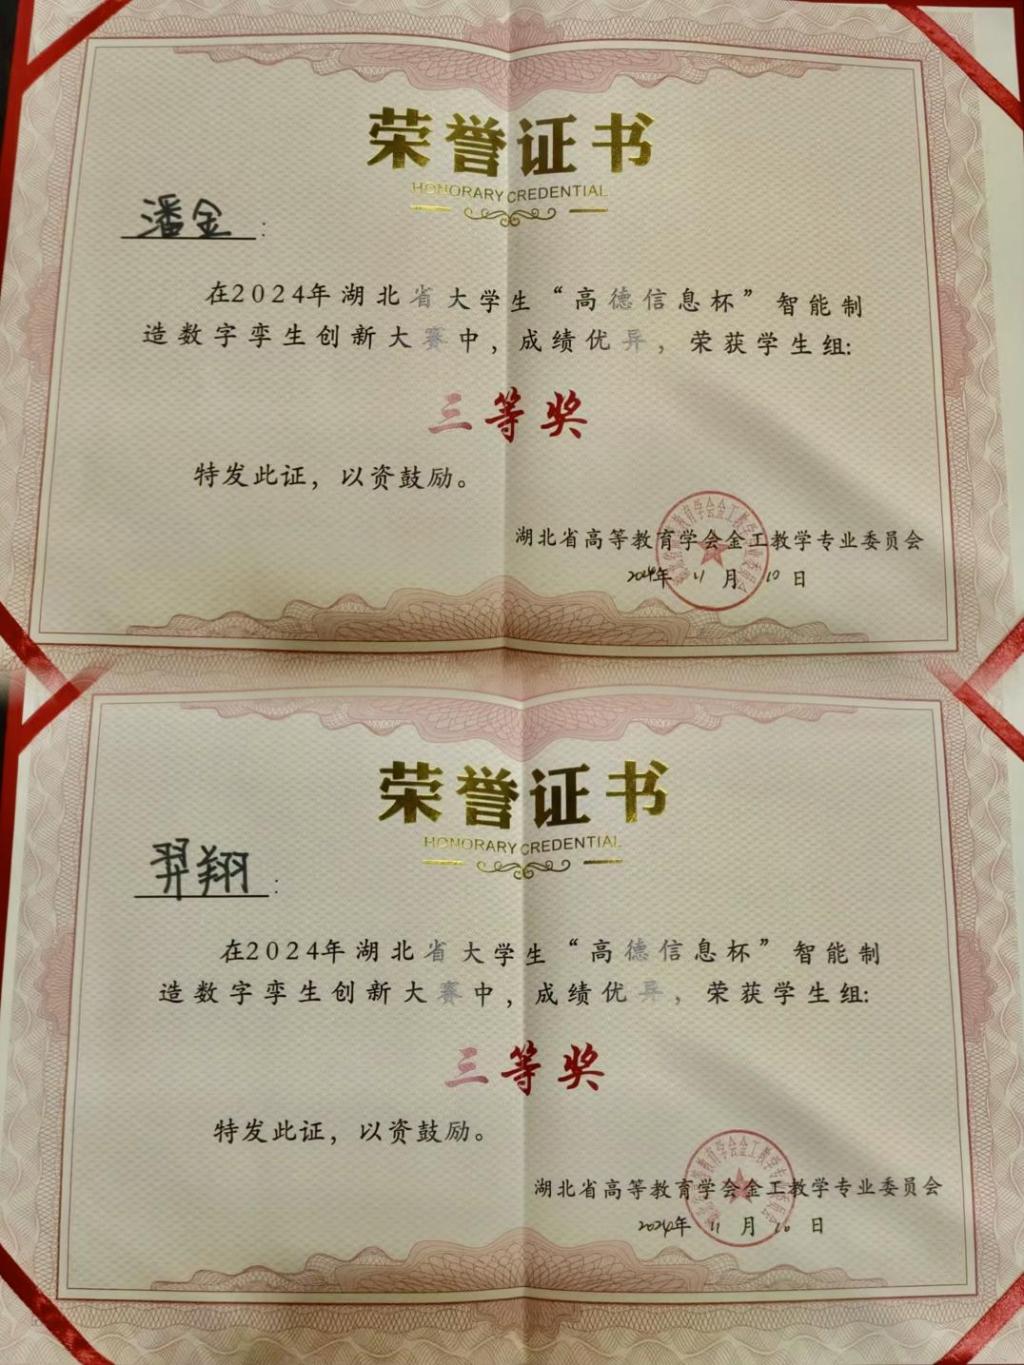 荣誉证书
HONORARY CREDENTIAL
潘金:
在2024年湖北省大学生“高德信息杯”智能制
造数字孪生创新大赛中，成绩优异，荣获学生组:
三等奖
特发此证，以资鼓励。
湖北省高等教育学会金工教学专业委员会
2024年 11月 10日
荣誉证书
HONORARY CREDENTIAL
羿翔:
在2024年湖北省大学生“高德信息杯”智能制
造数字孪生创新大赛中，成绩优异，荣获学生组:
三等奖
特发此证，以资鼓励。
湖北省高等教育学会金工教学专业委员会
2024年 11月 10日